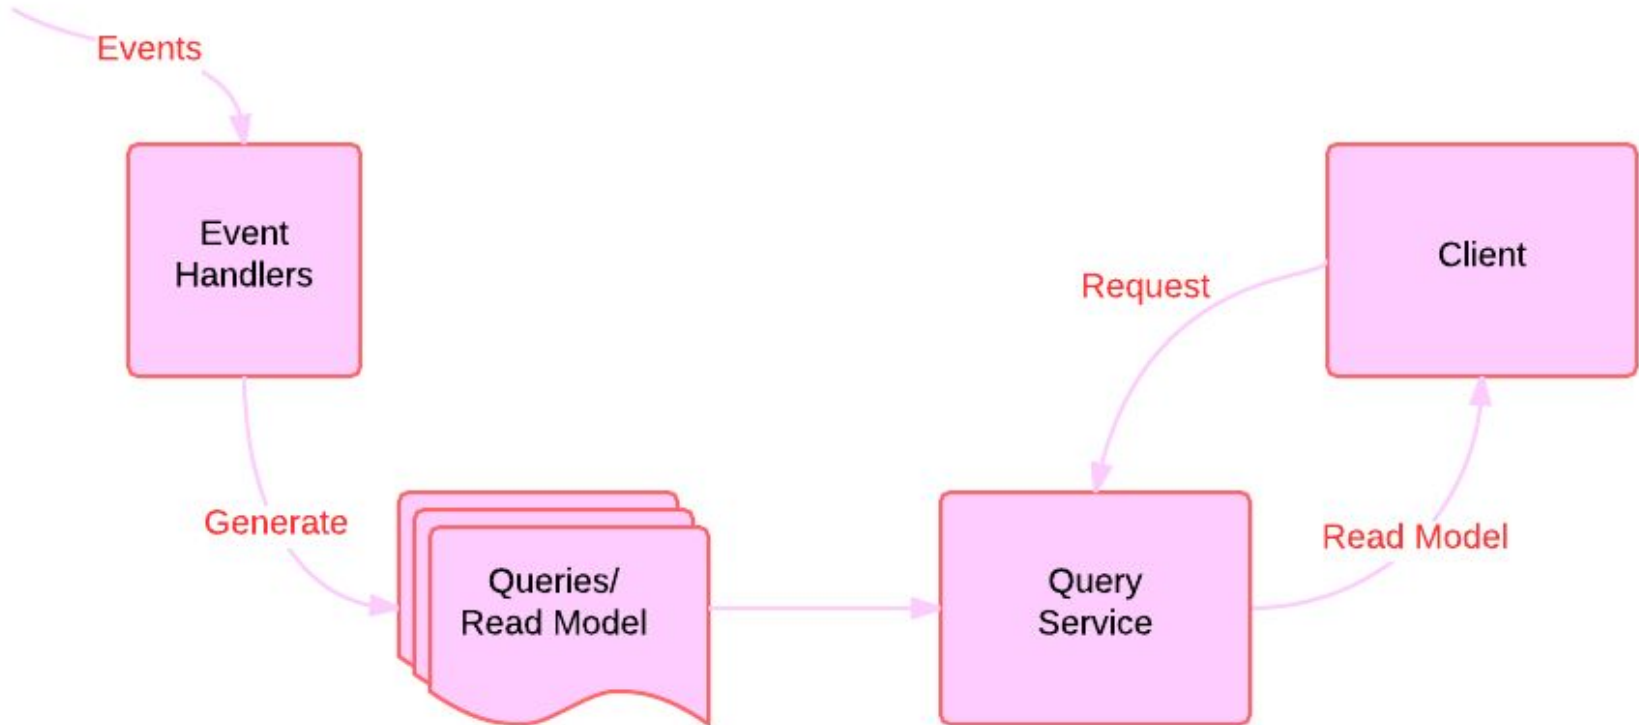 Events
Event
Handlers
Client
Request
Generate
Queries/
Read Model
Query
Service
Read Model